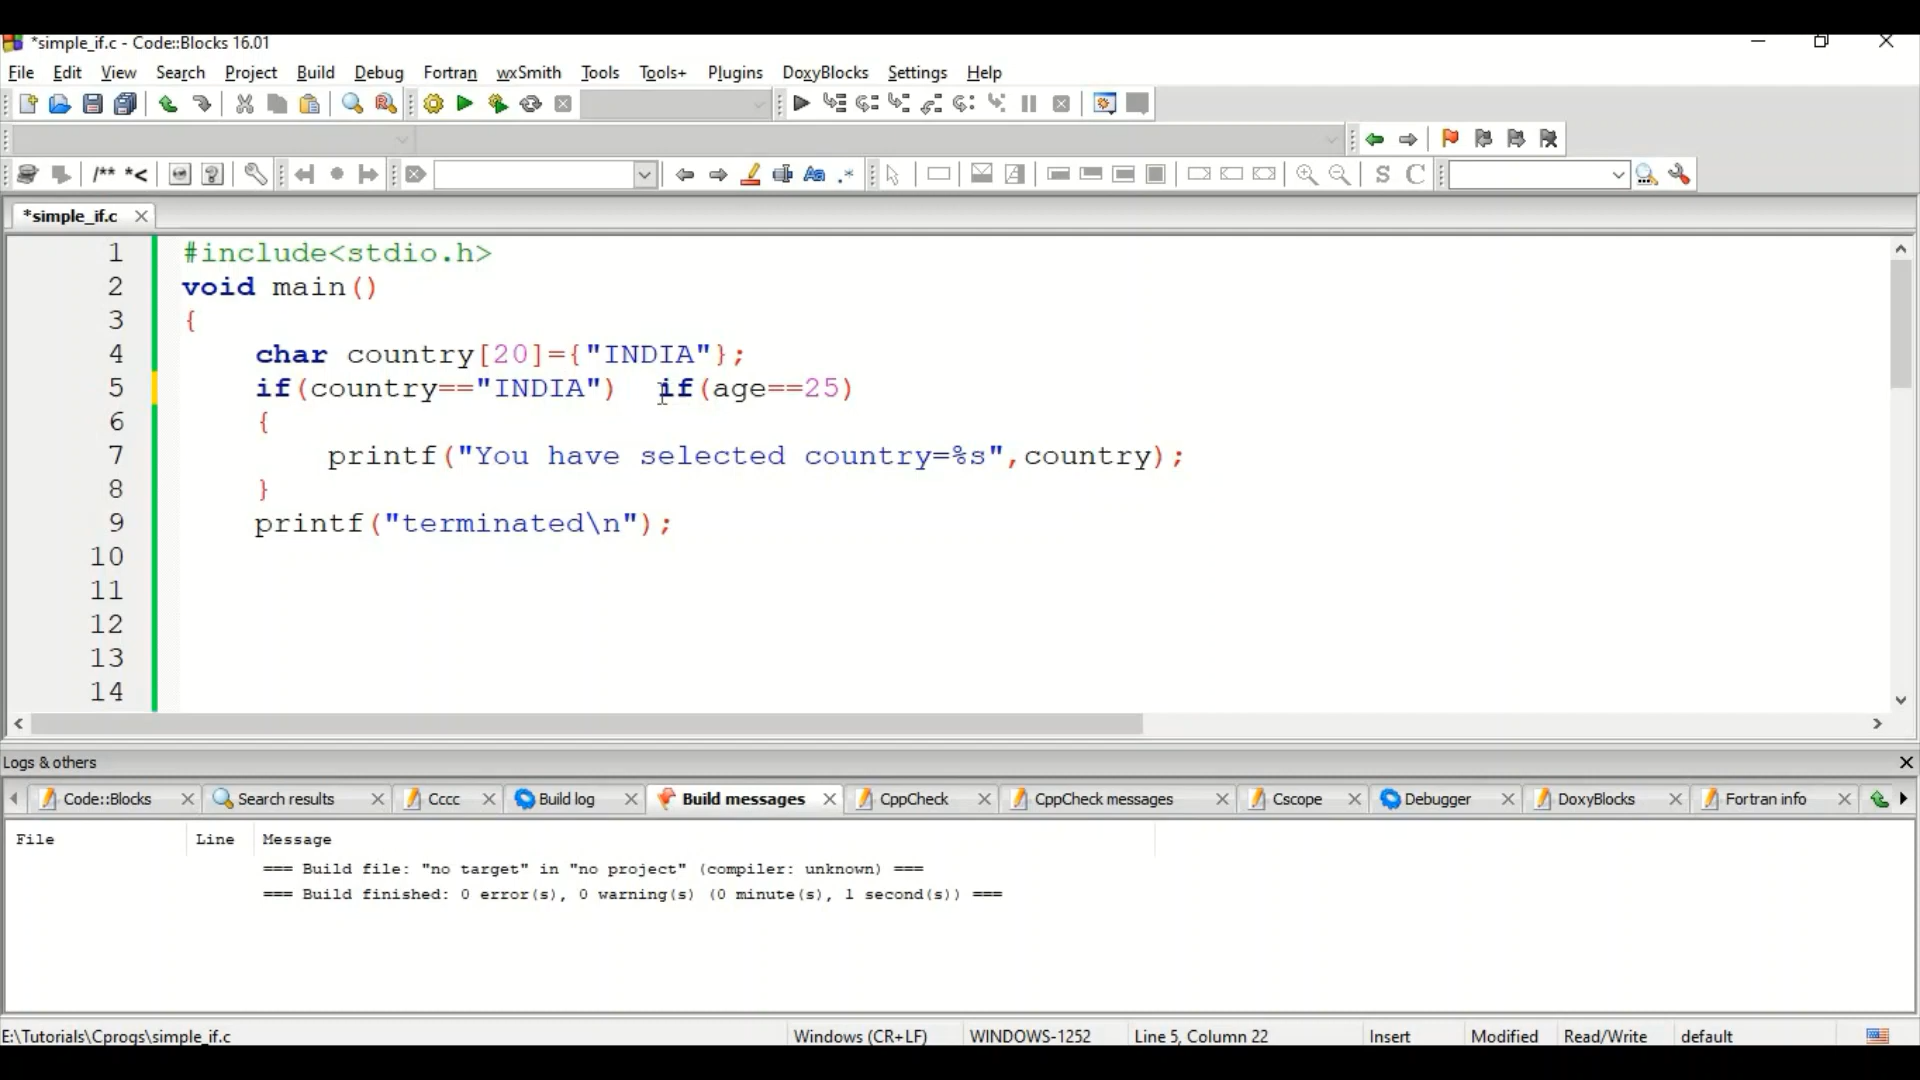 *simple_if.c - Code::Blocks 16.01
File Edit View Search Project Build Debug Fortran wxSmith Tools Tools+ Plugins DoxyBlocks Settings Help
/** *<
Aa .* S C
*simple_if.c
1 #include<stdio.h>
2 void main()
3 {
4 char country[20]={"INDIA"};
5 if(country=="INDIA") if(age==25)
6 {
7 printf("You have selected country=%s",country);
8 }
9 printf("terminated\n");
10
11
12
13
14
Logs & others
Code::Blocks Search results Cccc Build log Build messages CppCheck CppCheck messages Cscope Debugger DoxyBlocks Fortran info
File Line Message
=== Build file: "no target" in "no project" (compiler: unknown) ===
=== Build finished: 0 error(s), 0 warning(s) (0 minute(s), 1 second(s)) ===
E:\Tutorials\Cprogs\simple_if.c Windows (CR+LF) WINDOWS-1252 Line 5, Column 22 Insert Modified Read/Write default